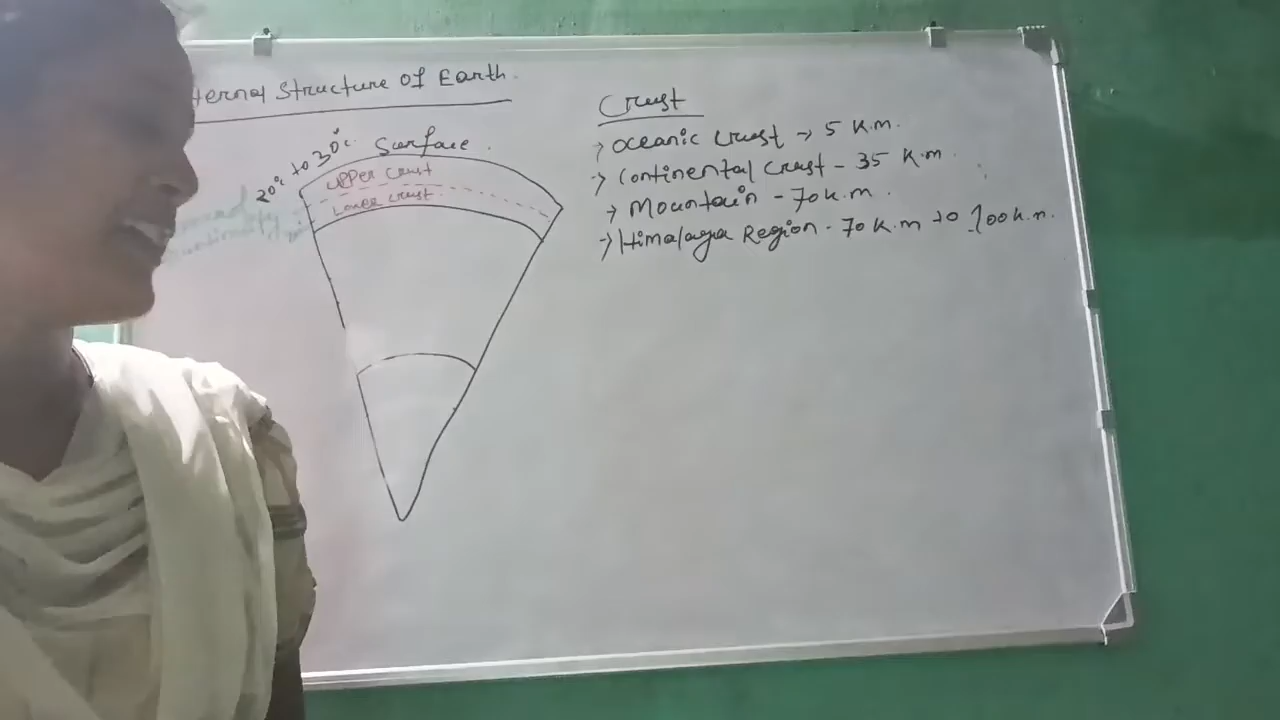 ternal Structure Of Earth.
20°c to 30°c.
Surface.
Upper Crust
Lower Crust
Crust
→ Oceanic Crust → 5 K.m.
→ Continental Crust - 35 K.m.
→ Mountain - 70 K.m.
→ Himalaya Region - 70 K.m to 100 K.m.